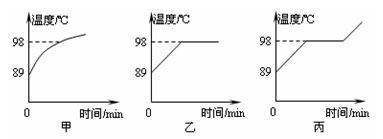 温度/℃ 温度/℃ 温度/℃
98 98 98
89 89 89
0 时间/min 0 时间/min 0 时间/min
甲 乙 丙